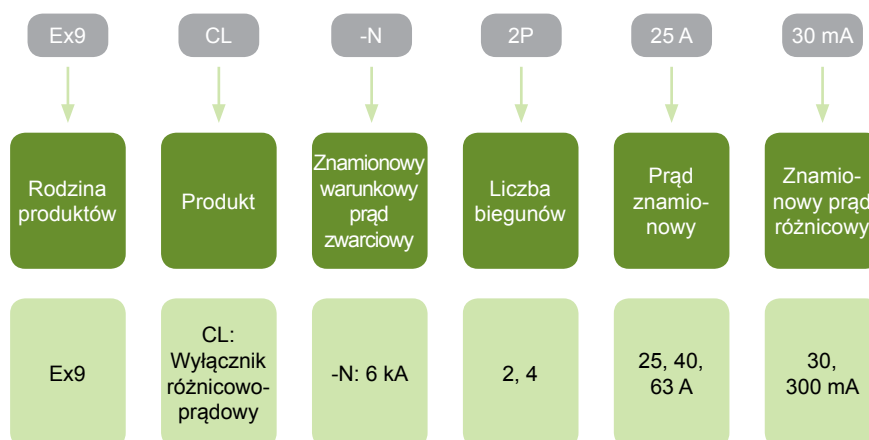 Ex9
CL
-N
2P
25 A
30 mA
Rodzina
produktów
Produkt
Znamionowy
warunkowy
prąd
zwarciowy
Liczba
biegunów
Prąd
znamio-
nowy
Znamio-
nowy prąd
różnicowy
Ex9
CL:
Wyłącznik
różnicowo-
prądowy
-N: 6 kA
2, 4
25, 40,
63 A
30,
300 mA